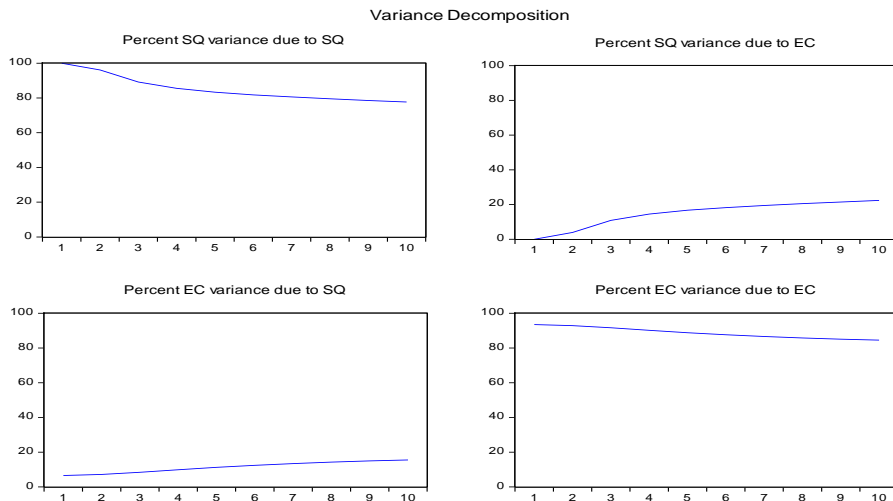 Variance Decomposition
Percent SQ variance due to SQ
100
80
60
40
20
0
1 2 3 4 5 6 7 8 9 10
Percent SQ variance due to EC
100
80
60
40
20
0
1 2 3 4 5 6 7 8 9 10
Percent EC variance due to SQ
100
80
60
40
20
0
1 2 3 4 5 6 7 8 9 10
Percent EC variance due to EC
100
80
60
40
20
0
1 2 3 4 5 6 7 8 9 10